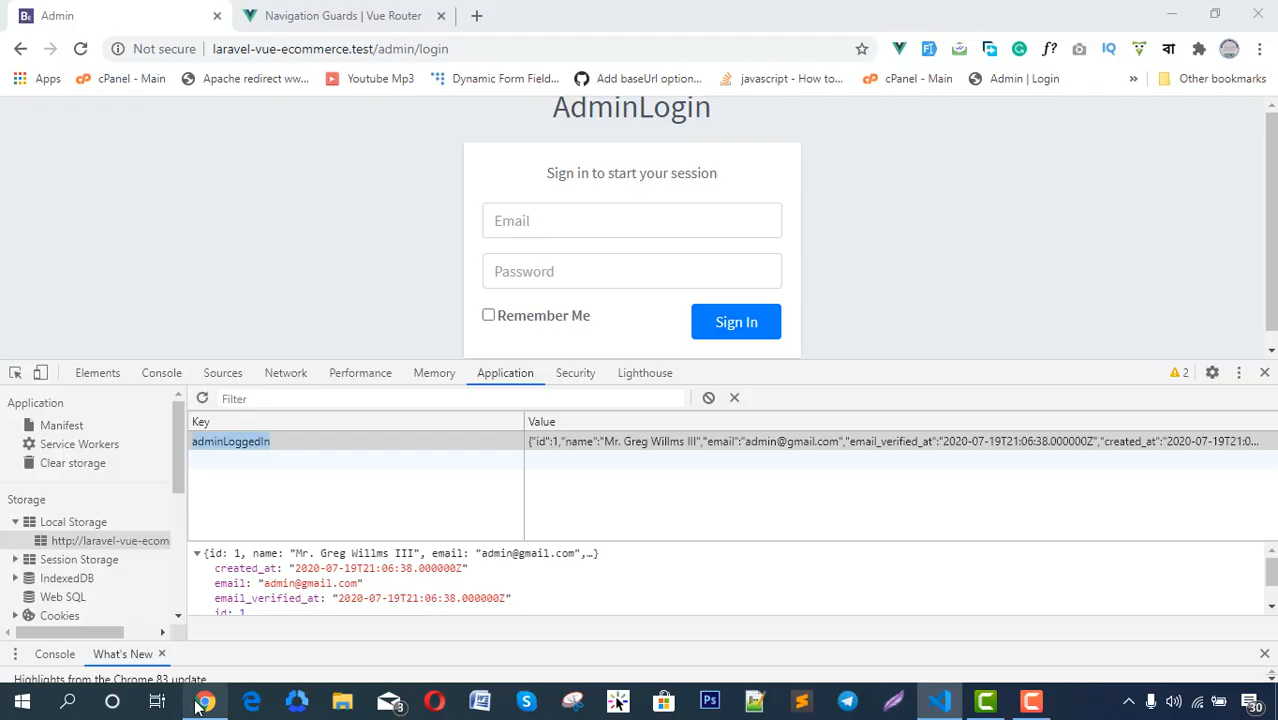 Admin
Navigation Guards | Vue Router
Not secure | laravel-vue-ecommerce.test/admin/login
Apps cPanel - Main Apache redirect ww... Youtube Mp3 Dynamic Form Field... Add baseUrl option... javascript - How to... cPanel - Main Admin | Login » Other bookmarks
AdminLogin
Sign in to start your session
Email
Password
Remember Me
Sign In
Elements Console Sources Network Performance Memory Application Security Lighthouse 2
Application
Manifest
Service Workers
Clear storage
Storage
Local Storage
http://laravel-vue-ecom
Session Storage
IndexedDB
Web SQL
Cookies
Filter
Key Value
adminLoggedIn {"id":1,"name":"Mr. Greg Willms III","email":"admin@gmail.com","email_verified_at":"2020-07-19T21:06:38.000000Z","created_at":"2020-07-19T21:0...
{id: 1, name: "Mr. Greg Willms III", email: "admin@gmail.com",…}
created_at: "2020-07-19T21:06:38.000000Z"
email: "admin@gmail.com"
email_verified_at: "2020-07-19T21:06:38.000000Z"
id: 1
Console What's New
Highlights from the Chrome 83 update
3
30